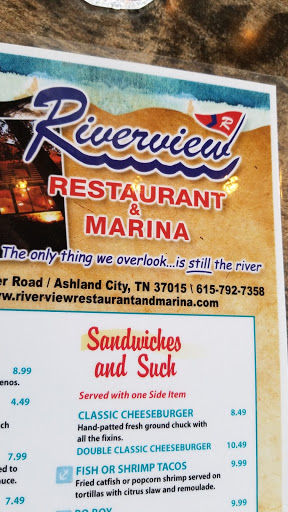 Riverview
R
RESTAURANT
&
MARINA
The only thing we overlook...is still the river
er Road / Ashland City, TN 37015 \ 615-792-7358
www.riverviewrestaurantandmarina.com
8.99
enos.
4.49
ch
7.99
ed to
uce.
7.49
Sandwiches
and Such
Served with one Side Item
CLASSIC CHEESEBURGER 8.49
Hand-patted fresh ground chuck with
all the fixins.
DOUBLE CLASSIC CHEESEBURGER 10.49
FISH OR SHRIMP TACOS 9.99
Fried catfish or popcorn shrimp served on
tortillas with citrus slaw and remoulade.
PO BOY 9.99